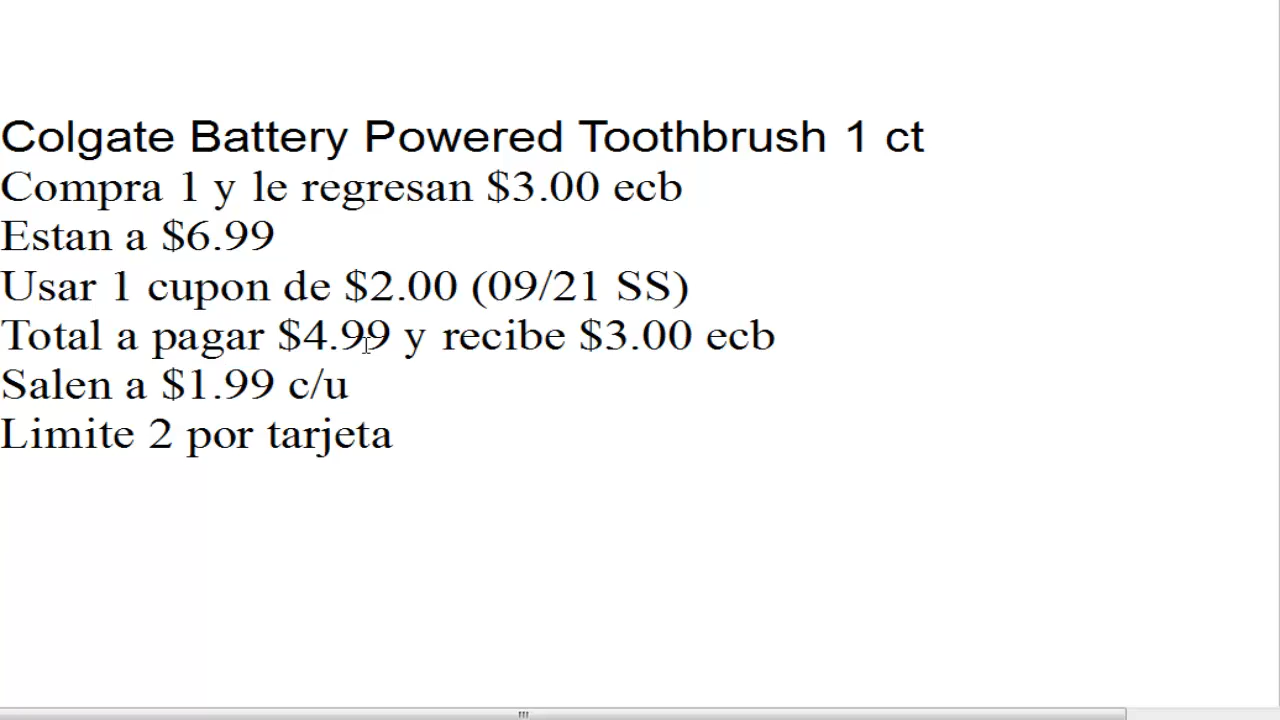 Colgate Battery Powered Toothbrush 1 ct
Compra 1 y le regresan $3.00 ecb
Estan a $6.99
Usar 1 cupon de $2.00 (09/21 SS)
Total a pagar $4.99 y recibe $3.00 ecb
Salen a $1.99 c/u
Limite 2 por tarjeta